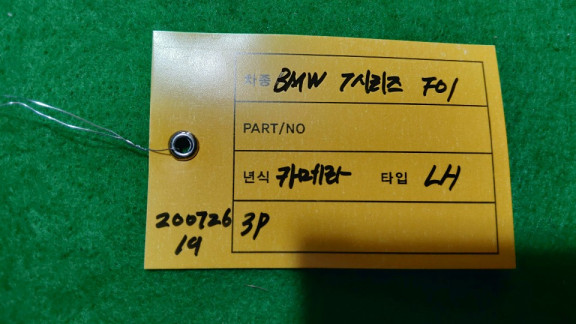 차종 BMW 7시리즈 F01
PART/NO
년식 카메라 타입 LH
200726 3P
19